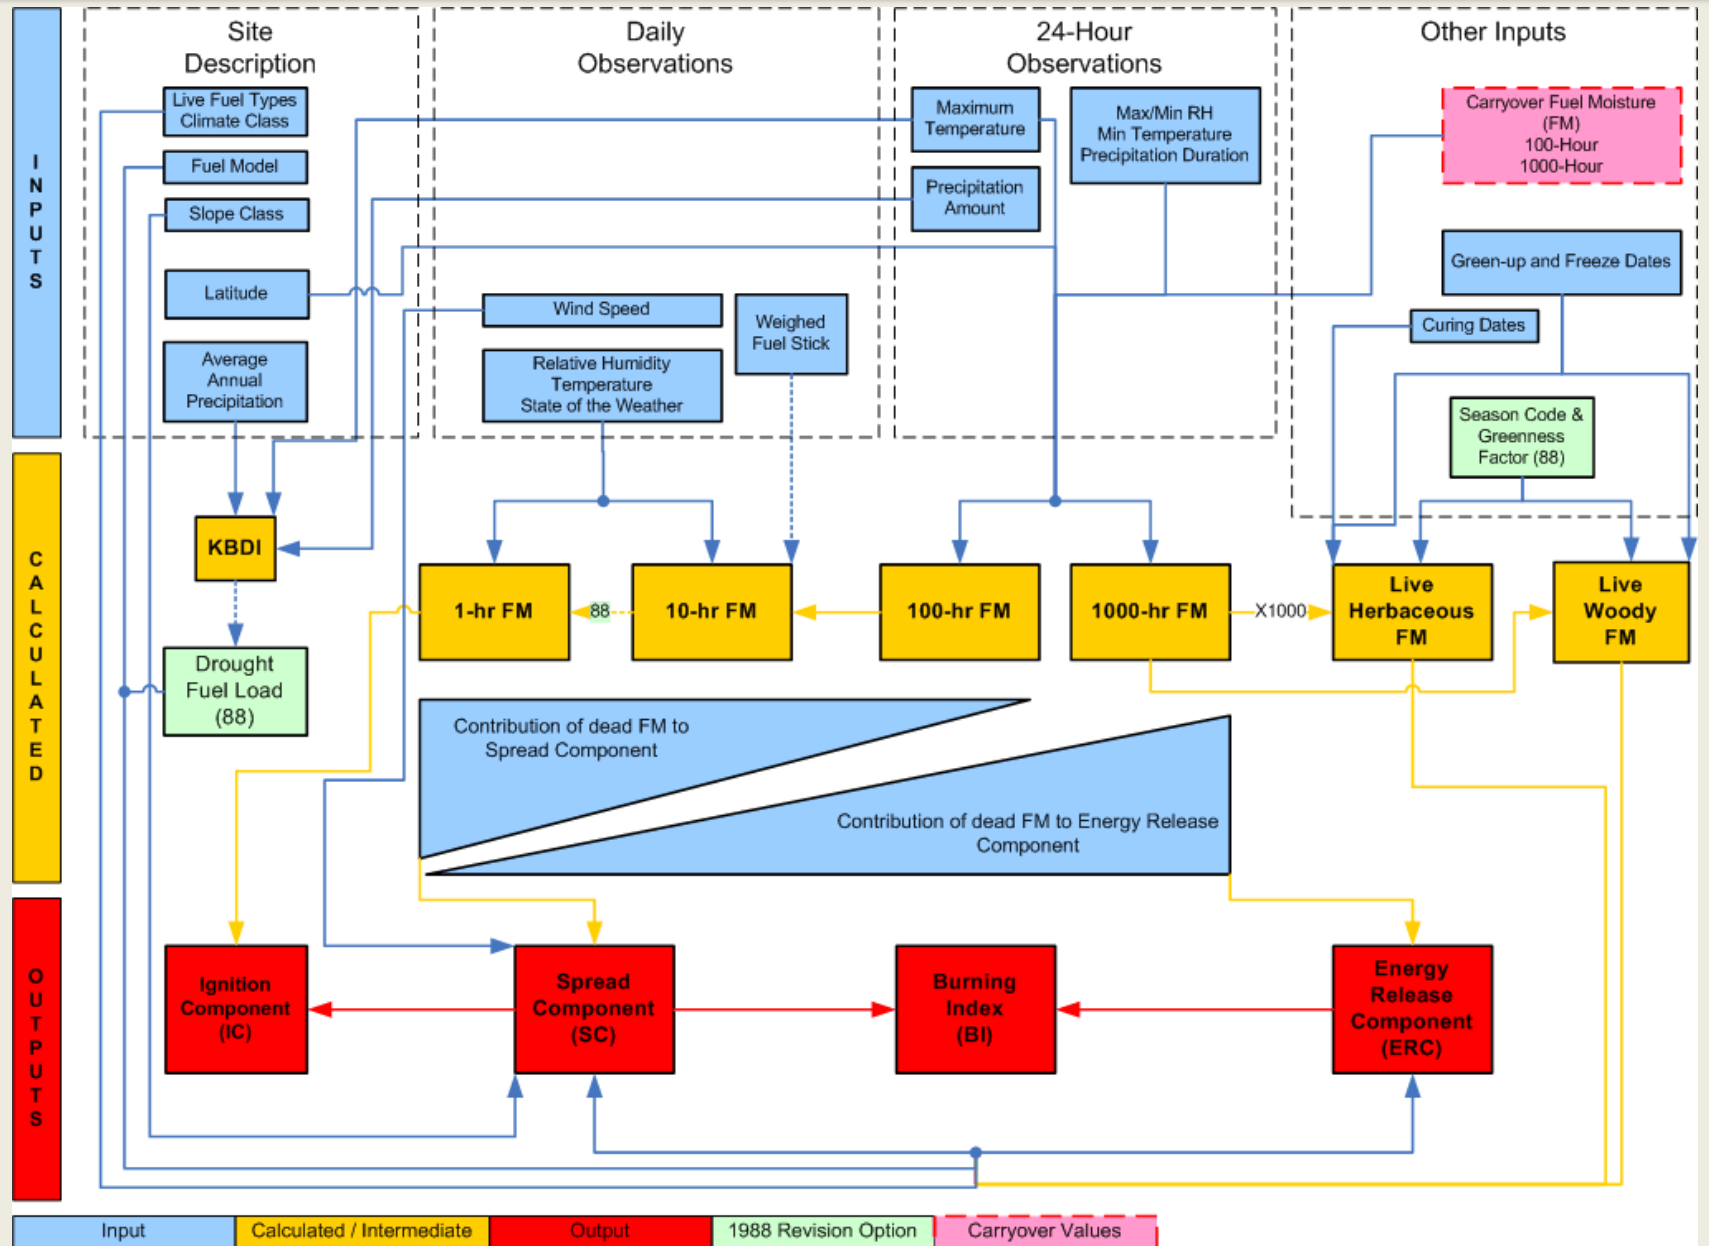 INPUTS
Site
Description
Live Fuel Types
Climate Class
Fuel Model
Slope Class
Latitude
Average
Annual
Precipitation
Daily
Observations
Wind Speed
Relative Humidity
Temperature
State of the Weather
Weighed
Fuel Stick
24-Hour
Observations
Maximum
Temperature
Precipitation
Amount
Max/Min RH
Min Temperature
Precipitation Duration
Other Inputs
Carryover Fuel Moisture
(FM)
100-Hour
1000-Hour
Green-up and Freeze Dates
Curing Dates
Season Code &
Greenness
Factor (88)
CALCULATED
KBDI
Drought
Fuel Load
(88)
1-hr FM
88
10-hr FM
100-hr FM
1000-hr FM
X1000
Live
Herbaceous
FM
Live
Woody
FM
Contribution of dead FM to
Spread Component
Contribution of dead FM to Energy Release
Component
OUTPUTS
Ignition
Component
(IC)
Spread
Component
(SC)
Burning
Index
(BI)
Energy
Release
Component
(ERC)
Input
Calculated / Intermediate
Output
1988 Revision Option
Carryover Values